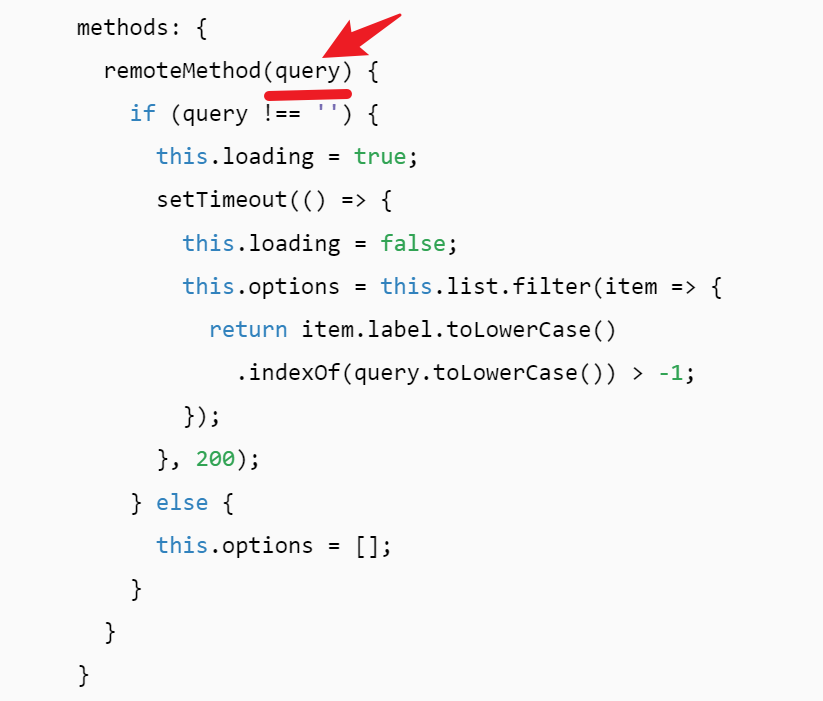 methods: {
remoteMethod(query) {
if (query !== '') {
this.loading = true;
setTimeout(() => {
this.loading = false;
this.options = this.list.filter(item => {
return item.label.toLowerCase()
.indexOf(query.toLowerCase()) > -1;
});
}, 200);
} else {
this.options = [];
}
}
}